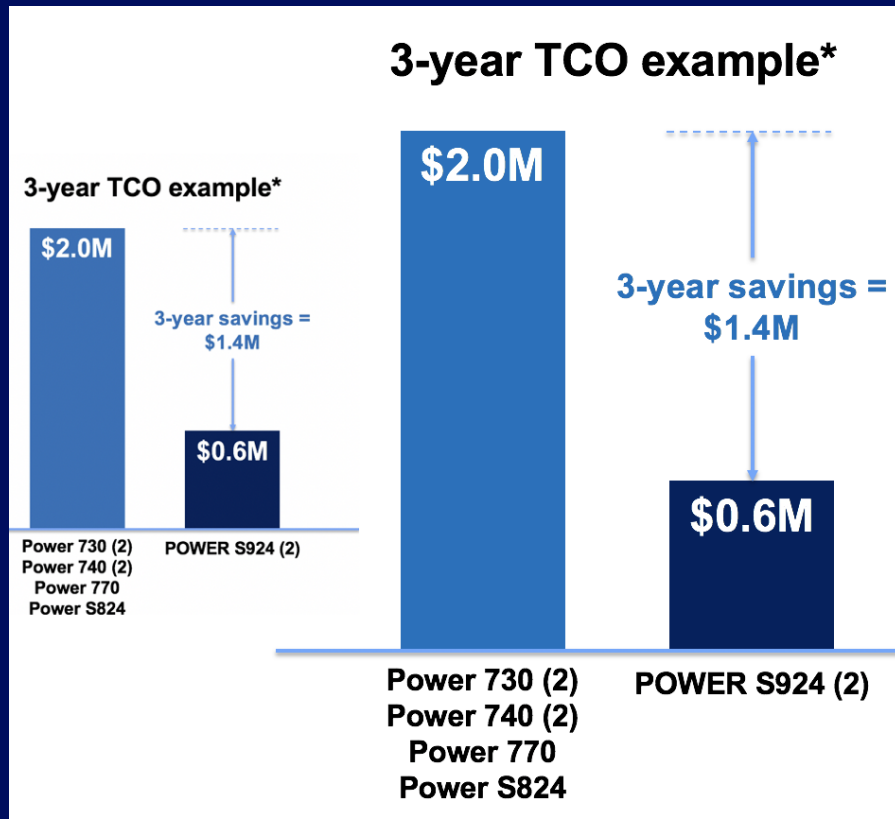 3-year TCO example*
$2.0M
3-year savings =
$1.4M
$0.6M
Power 730 (2)
Power 740 (2)
Power 770
Power S824
POWER S924 (2)
3-year TCO example*
$2.0M
3-year savings =
$1.4M
$0.6M
Power 730 (2)
Power 740 (2)
Power 770
Power S824
POWER S924 (2)